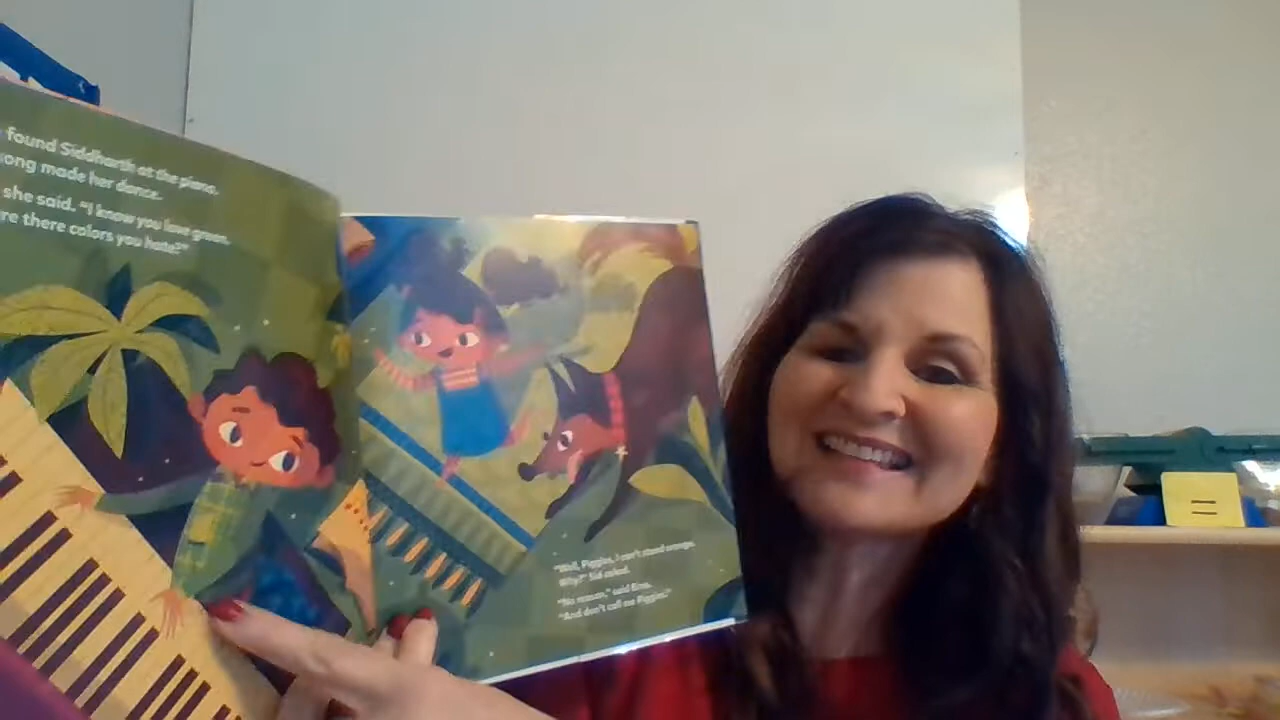 found Siddharth at the piano.
ong made her dance.
she said. "I know you love green.
re there colors you hate?"
"Well, Piggles, I can't stand orange.
Why?" Sid asked.
"No reason," said Bina.
"And don't call me Piggles."
=